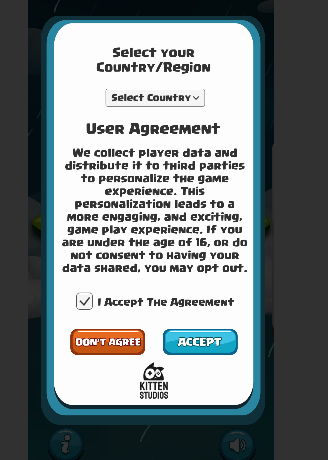 Select your
Country/Region
Select Country
User Agreement
We collect player data and
distribute it to third parties
to personalize the game
experience. This
personalization leads to a
more engaging, and exciting,
game play experience. If you
are under the age of 16, or do
not consent to having your
data shared, you may opt out.
I Accept The Agreement
DON'T AGREE
ACCEPT
KITTEN
STUDIOS
i